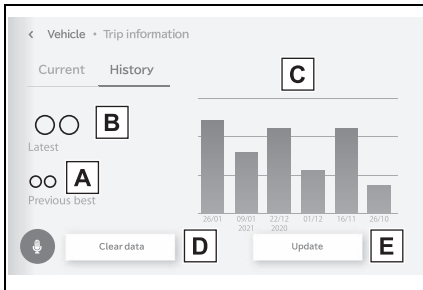 ‹ Vehicle • Trip information
Current History
C
B
Latest
A
Previous best
26/01 09/01 22/12 01/12 16/11 26/10
2021 2020
Clear data D Update E